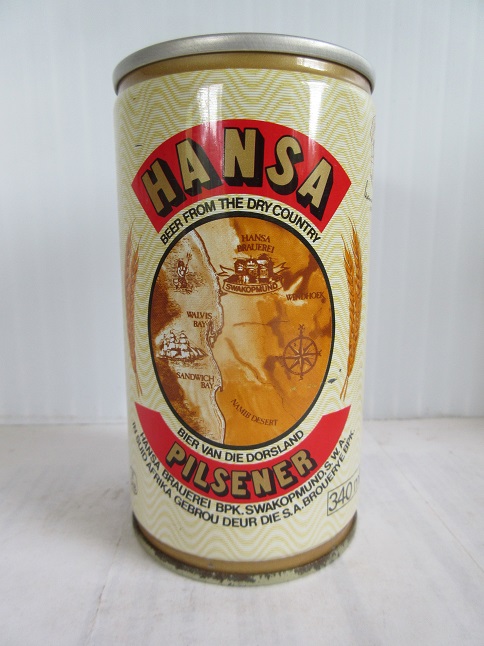 HANSA
BEER FROM THE DRY COUNTRY
HANSA
BRAUEREI
SWAKOPMUND
WINDHOEK
WALVIS
BAY
SANDWICH
BAY
NAMIB DESERT
BIER VAN DIE DORSLAND
PILSENER
HANSA BRAUEREI BPK. SWAKOPMUND. S.W.A.
IN SUID AFRIKA GEBROU DEUR DIE S.A. BROUERYE BPK.
340